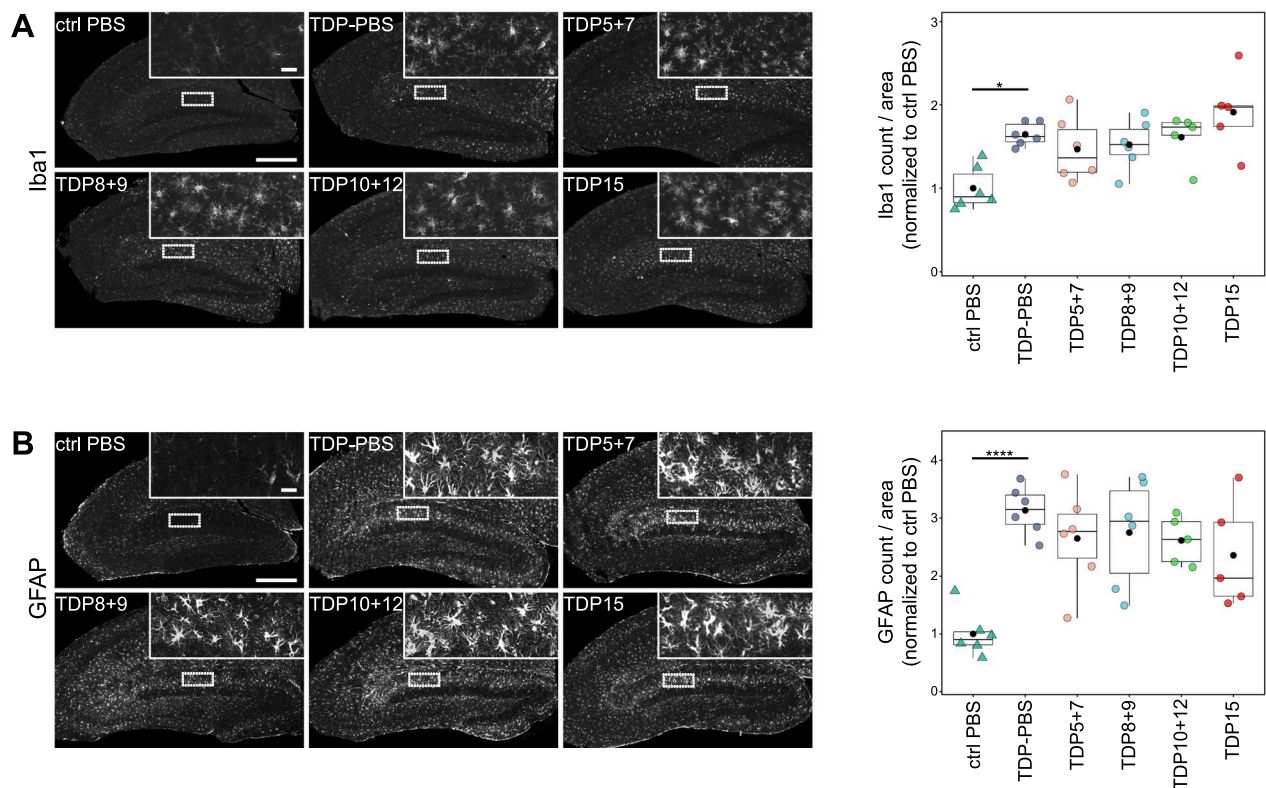 A
Iba1
ctrl PBS
TDP-PBS
TDP5+7
TDP8+9
TDP10+12
TDP15
Iba1 count / area
(normalized to ctrl PBS)
3
2
1
0
*
ctrl PBS
TDP-PBS
TDP5+7
TDP8+9
TDP10+12
TDP15
B
GFAP
ctrl PBS
TDP-PBS
TDP5+7
TDP8+9
TDP10+12
TDP15
GFAP count / area
(normalized to ctrl PBS)
4
3
2
1
0
****
ctrl PBS
TDP-PBS
TDP5+7
TDP8+9
TDP10+12
TDP15